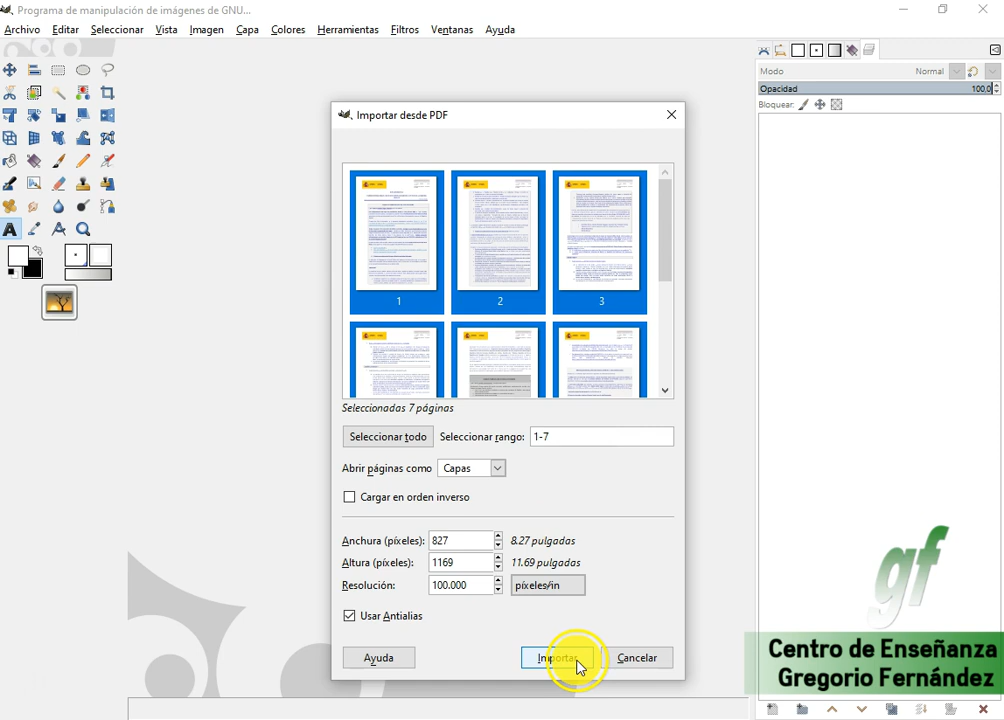 Programa de manipulación de imágenes de GNU...
Archivo Editar Seleccionar Vista Imagen Capa Colores Herramientas Filtros Ventanas Ayuda
Modo Normal
Opacidad 100.0
Bloquear:
Importar desde PDF
1 2 3
Seleccionadas 7 páginas
Seleccionar todo Seleccionar rango: 1-7
Abrir páginas como Capas
Cargar en orden inverso
Anchura (píxeles): 827 8.27 pulgadas
Altura (píxeles): 1169 11.69 pulgadas
Resolución: 100.000 píxeles/in
Usar Antialias
Ayuda Importar Cancelar
gf
Centro de Enseñanza
Gregorio Fernández